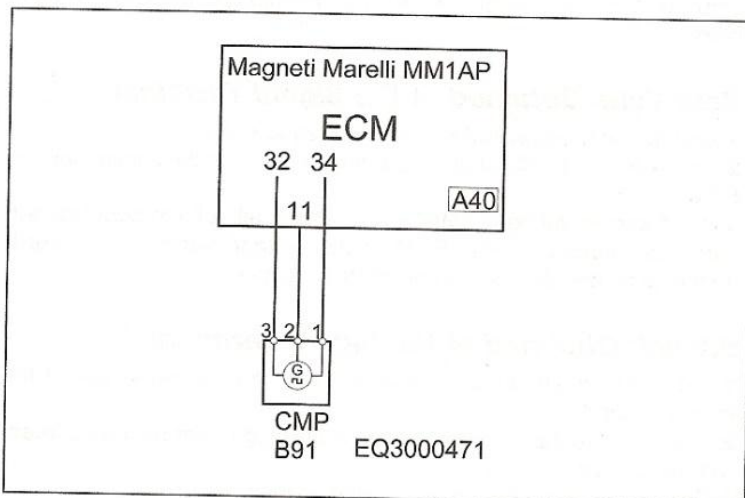 Magneti Marelli MM1AP
ECM
32 34
11
A40
3 2 1
G
CMP
B91 EQ3000471